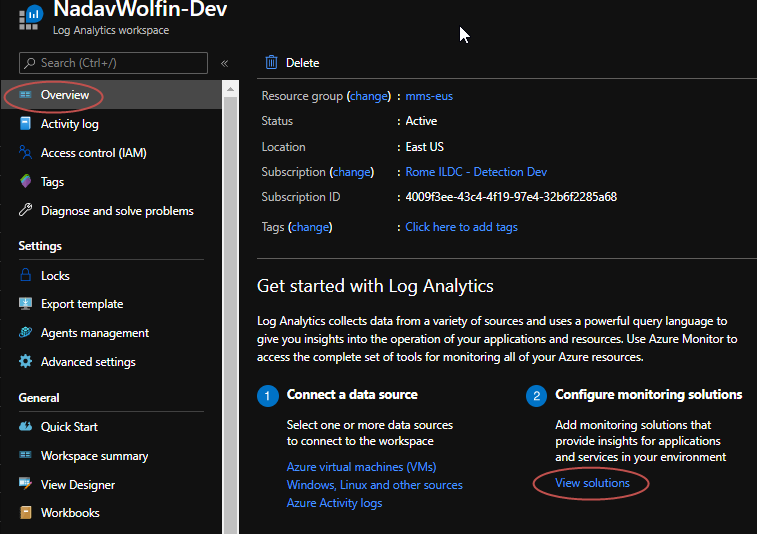 NadavWolfin-Dev
Log Analytics workspace
Search (Ctrl+/)
«
Overview
Activity log
Access control (IAM)
Tags
Diagnose and solve problems
Settings
Locks
Export template
Agents management
Advanced settings
General
Quick Start
Workspace summary
View Designer
Workbooks
Delete
Resource group (change) : mms-eus
Status : Active
Location : East US
Subscription (change) : Rome ILDC - Detection Dev
Subscription ID : 4009f3ee-43c4-4f19-97e4-32b6f2285a68
Tags (change) : Click here to add tags
Get started with Log Analytics
Log Analytics collects data from a variety of sources and uses a powerful query language to
give you insights into the operation of your applications and resources. Use Azure Monitor to
access the complete set of tools for monitoring all of your Azure resources.
1 Connect a data source
Select one or more data sources
to connect to the workspace
Azure virtual machines (VMs)
Windows, Linux and other sources
Azure Activity logs
2 Configure monitoring solutions
Add monitoring solutions that
provide insights for applications
and services in your environment
View solutions